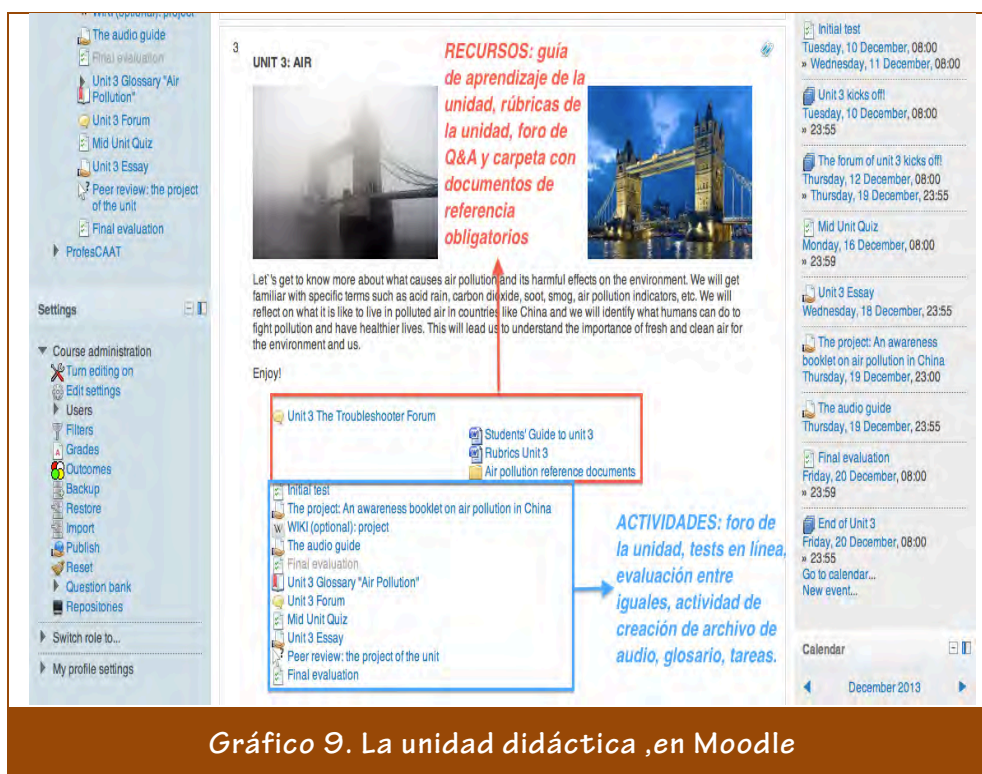 WIKI (optional): project
The audio guide
Final evaluation
Unit 3 Glossary "Air
Pollution"
Unit 3 Forum
Mid Unit Quiz
Unit 3 Essay
Peer review: the project
of the unit
Final evaluation
ProfesCAAT
Settings
Course administration
Turn editing on
Edit settings
Users
Filters
Grades
Outcomes
Backup
Restore
Import
Publish
Reset
Question bank
Repositories
Switch role to...
My profile settings
3
UNIT 3: AIR
RECURSOS: guía
de aprendizaje de la
unidad, rúbricas de
la unidad, foro de
Q&A y carpeta con
documentos de
referencia
obligatorios
Let´s get to know more about what causes air pollution and its harmful effects on the environment. We will get
familiar with specific terms such as acid rain, carbon dioxide, soot, smog, air pollution indicators, etc. We will
reflect on what it is like to live in polluted air in countries like China and we will identify what humans can do to
fight pollution and have healthier lives. This will lead us to understand the importance of fresh and clean air for
the environment and us.
Enjoy!
Unit 3 The Troubleshooter Forum
Students' Guide to unit 3
Rubrics Unit 3
Air pollution reference documents
Initial test
The project: An awareness booklet on air pollution in China
WIKI (optional): project
The audio guide
Final evaluation
Unit 3 Glossary "Air Pollution"
Unit 3 Forum
Mid Unit Quiz
Unit 3 Essay
Peer review: the project of the unit
Final evaluation
ACTIVIDADES: foro de
la unidad, tests en línea,
evaluación entre
iguales, actividad de
creación de archivo de
audio, glosario, tareas.
Initial test
Tuesday, 10 December, 08:00
» Wednesday, 11 December, 08:00
Unit 3 kicks off!
Tuesday, 10 December, 08:00
» 23:55
The forum of unit 3 kicks off!
Thursday, 12 December, 08:00
» Thursday, 19 December, 23:55
Mid Unit Quiz
Monday, 16 December, 08:00
» 23:59
Unit 3 Essay
Wednesday, 18 December, 23:55
The project: An awareness
booklet on air pollution in China
Thursday, 19 December, 23:00
The audio guide
Thursday, 19 December, 23:55
Final evaluation
Friday, 20 December, 08:00
» 23:59
End of Unit 3
Friday, 20 December, 08:00
» 23:55
Go to calendar...
New event...
Calendar
December 2013
Gráfico 9. La unidad didáctica ,en Moodle